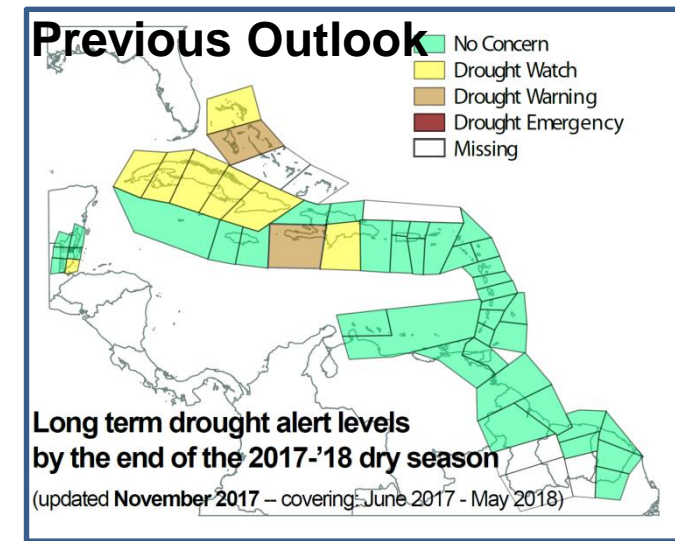 Previous Outlook
No Concern
Drought Watch
Drought Warning
Drought Emergency
Missing
Long term drought alert levels
by the end of the 2017-'18 dry season
(updated November 2017 -- covering: June 2017 - May 2018)